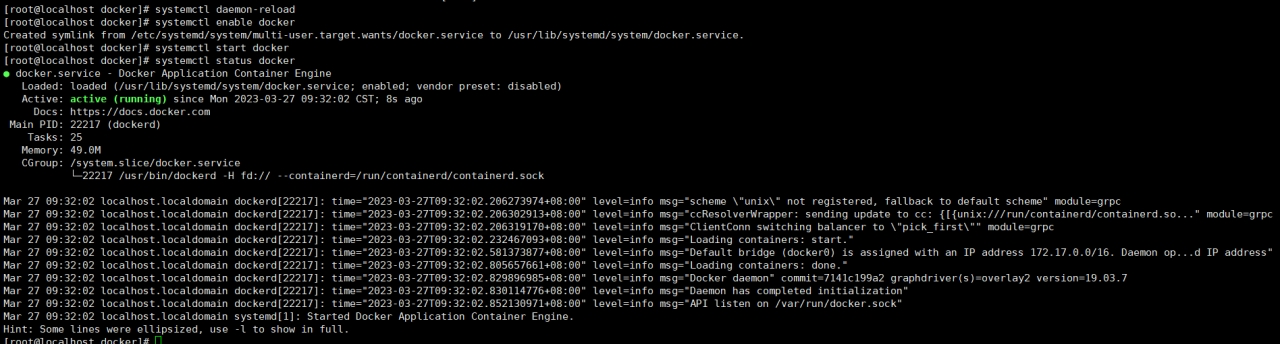 [root@localhost docker]# systemctl daemon-reload
[root@localhost docker]# systemctl enable docker
Created symlink from /etc/systemd/system/multi-user.target.wants/docker.service to /usr/lib/systemd/system/docker.service.
[root@localhost docker]# systemctl start docker
[root@localhost docker]# systemctl status docker
● docker.service - Docker Application Container Engine
   Loaded: loaded (/usr/lib/systemd/system/docker.service; enabled; vendor preset: disabled)
   Active: active (running) since Mon 2023-03-27 09:32:02 CST; 8s ago
     Docs: https://docs.docker.com
 Main PID: 22217 (dockerd)
    Tasks: 25
   Memory: 49.0M
   CGroup: /system.slice/docker.service
           └─22217 /usr/bin/dockerd -H fd:// --containerd=/run/containerd/containerd.sock
Mar 27 09:32:02 localhost.localdomain dockerd[22217]: time="2023-03-27T09:32:02.206273974+08:00" level=info msg="scheme \"unix\" not registered, fallback to default scheme" module=grpc
Mar 27 09:32:02 localhost.localdomain dockerd[22217]: time="2023-03-27T09:32:02.206302913+08:00" level=info msg="ccResolverWrapper: sending update to cc: {[{unix:///run/containerd/containerd.so..." module=grpc
Mar 27 09:32:02 localhost.localdomain dockerd[22217]: time="2023-03-27T09:32:02.206319170+08:00" level=info msg="ClientConn switching balancer to \"pick_first\"" module=grpc
Mar 27 09:32:02 localhost.localdomain dockerd[22217]: time="2023-03-27T09:32:02.232467093+08:00" level=info msg="Loading containers: start."
Mar 27 09:32:02 localhost.localdomain dockerd[22217]: time="2023-03-27T09:32:02.581373877+08:00" level=info msg="Default bridge (docker0) is assigned with an IP address 172.17.0.0/16. Daemon op...d IP address"
Mar 27 09:32:02 localhost.localdomain dockerd[22217]: time="2023-03-27T09:32:02.805657661+08:00" level=info msg="Loading containers: done."
Mar 27 09:32:02 localhost.localdomain dockerd[22217]: time="2023-03-27T09:32:02.829896985+08:00" level=info msg="Docker daemon" commit=7141c199a2 graphdriver(s)=overlay2 version=19.03.7
Mar 27 09:32:02 localhost.localdomain dockerd[22217]: time="2023-03-27T09:32:02.830114776+08:00" level=info msg="Daemon has completed initialization"
Mar 27 09:32:02 localhost.localdomain dockerd[22217]: time="2023-03-27T09:32:02.852130971+08:00" level=info msg="API listen on /var/run/docker.sock"
Mar 27 09:32:02 localhost.localdomain systemd[1]: Started Docker Application Container Engine.
Hint: Some lines were ellipsized, use -l to show in full.
[root@localhost docker]#